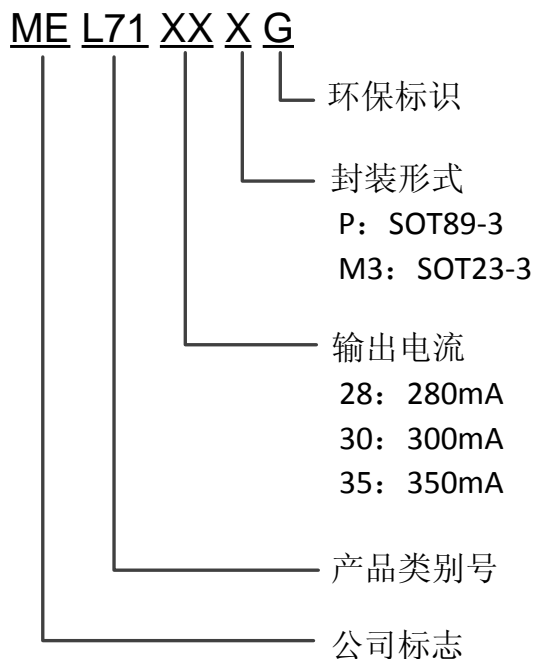 ME L71 XX X G
环保标识
封装形式
P：SOT89-3
M3：SOT23-3
输出电流
28：280mA
30：300mA
35：350mA
产品类别号
公司标志